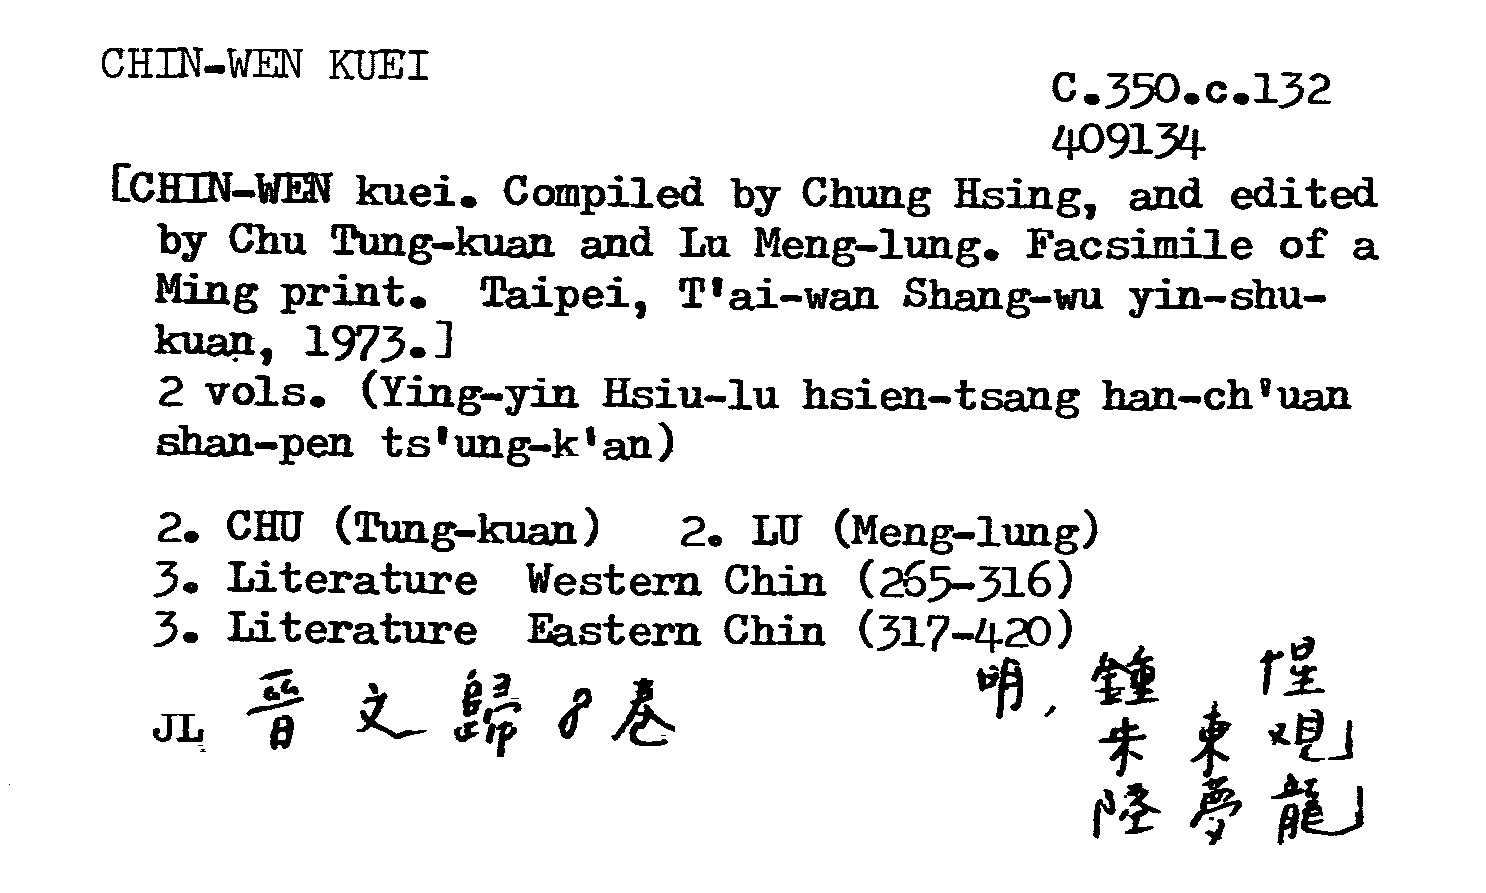 CHIN-WEN KUEI
C.350.c.132
409134
[CHIN-WEN kuei. Compiled by Chung Hsing, and edited
by Chu Tung-kuan and Lu Meng-lung. Facsimile of a
Ming print. Taipei, T'ai-wan Shang-wu yin-shu-
kuan, 1973.]
2 vols. (Ying-yin Hsiu-lu hsien-tsang han-ch'uan
shan-pen ts'ung-k'an)
2. CHU (Tung-kuan) 2. LU (Meng-lung)
3. Literature Western Chin (265-316)
3. Literature Eastern Chin (317-420)
JL 晉文歸8卷 明, 鍾惺
朱東观
陸夢龍